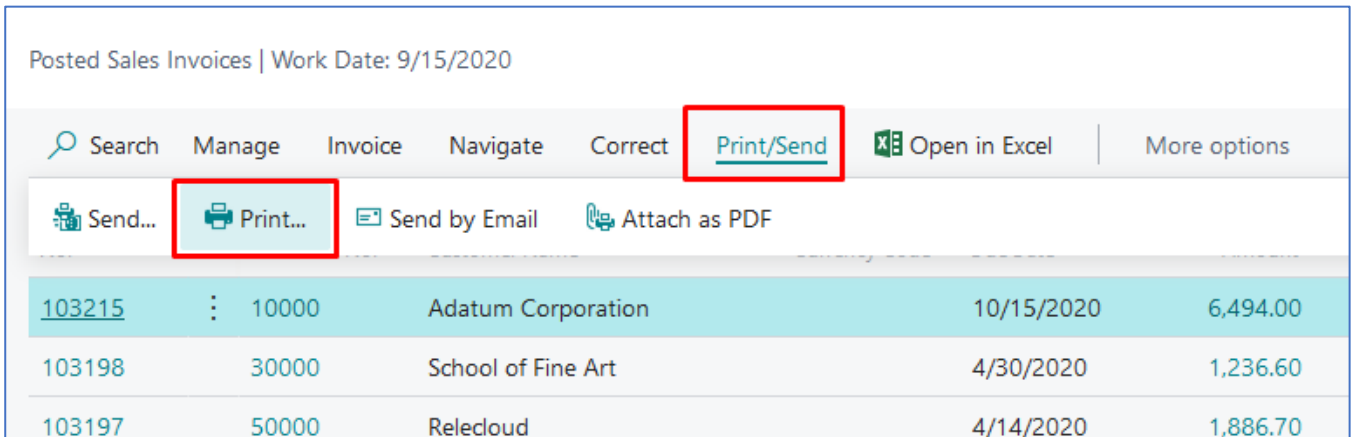 Posted Sales Invoices | Work Date: 9/15/2020
Search Manage Invoice Navigate Correct Print/Send Open in Excel More options
Send... Print... Send by Email Attach as PDF
103215 10000 Adatum Corporation 10/15/2020 6,494.00
103198 30000 School of Fine Art 4/30/2020 1,236.60
103197 50000 Relecloud 4/14/2020 1,886.70